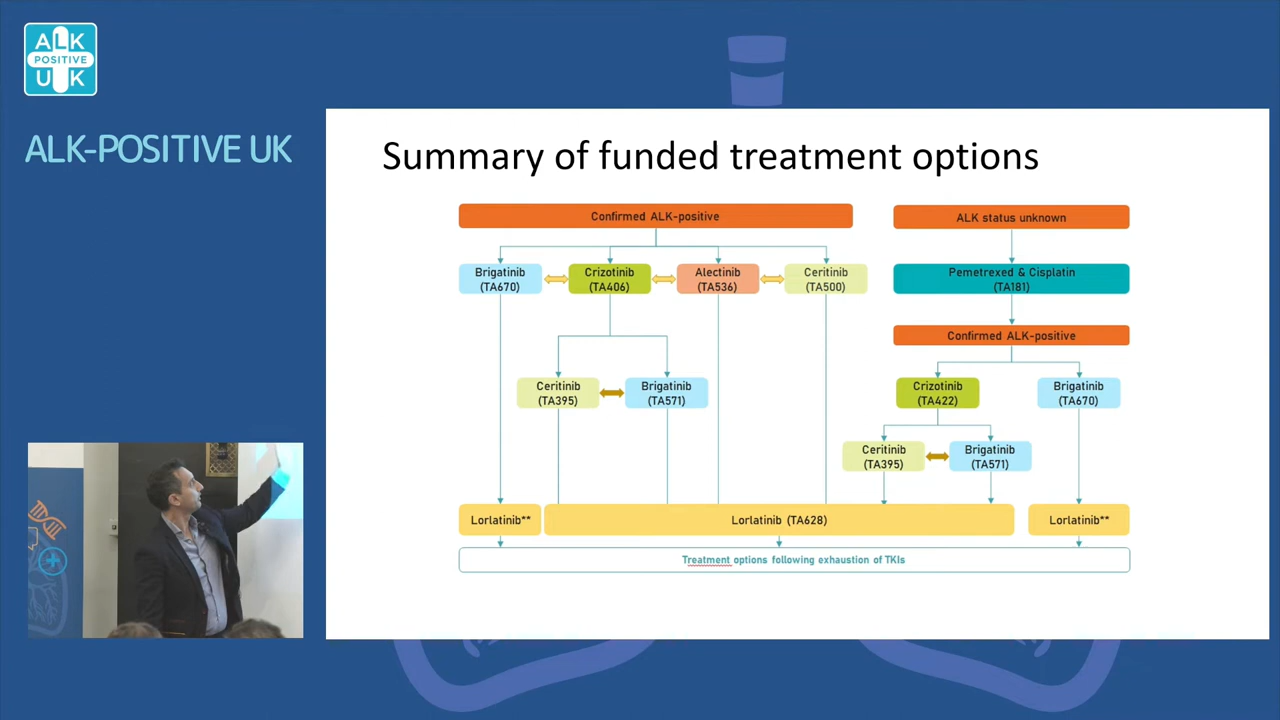 ALK
POSITIVE
UK
ALK-POSITIVE UK
Summary of funded treatment options
Confirmed ALK-positive
ALK status unknown
Brigatinib
(TA670)
Crizotinib
(TA406)
Alectinib
(TA536)
Ceritinib
(TA500)
Pemetrexed & Cisplatin
(TA181)
Confirmed ALK-positive
Ceritinib
(TA395)
Brigatinib
(TA571)
Crizotinib
(TA422)
Brigatinib
(TA670)
Ceritinib
(TA395)
Brigatinib
(TA571)
Lorlatinib**
Lorlatinib (TA628)
Lorlatinib**
Treatment options following exhaustion of TKIs